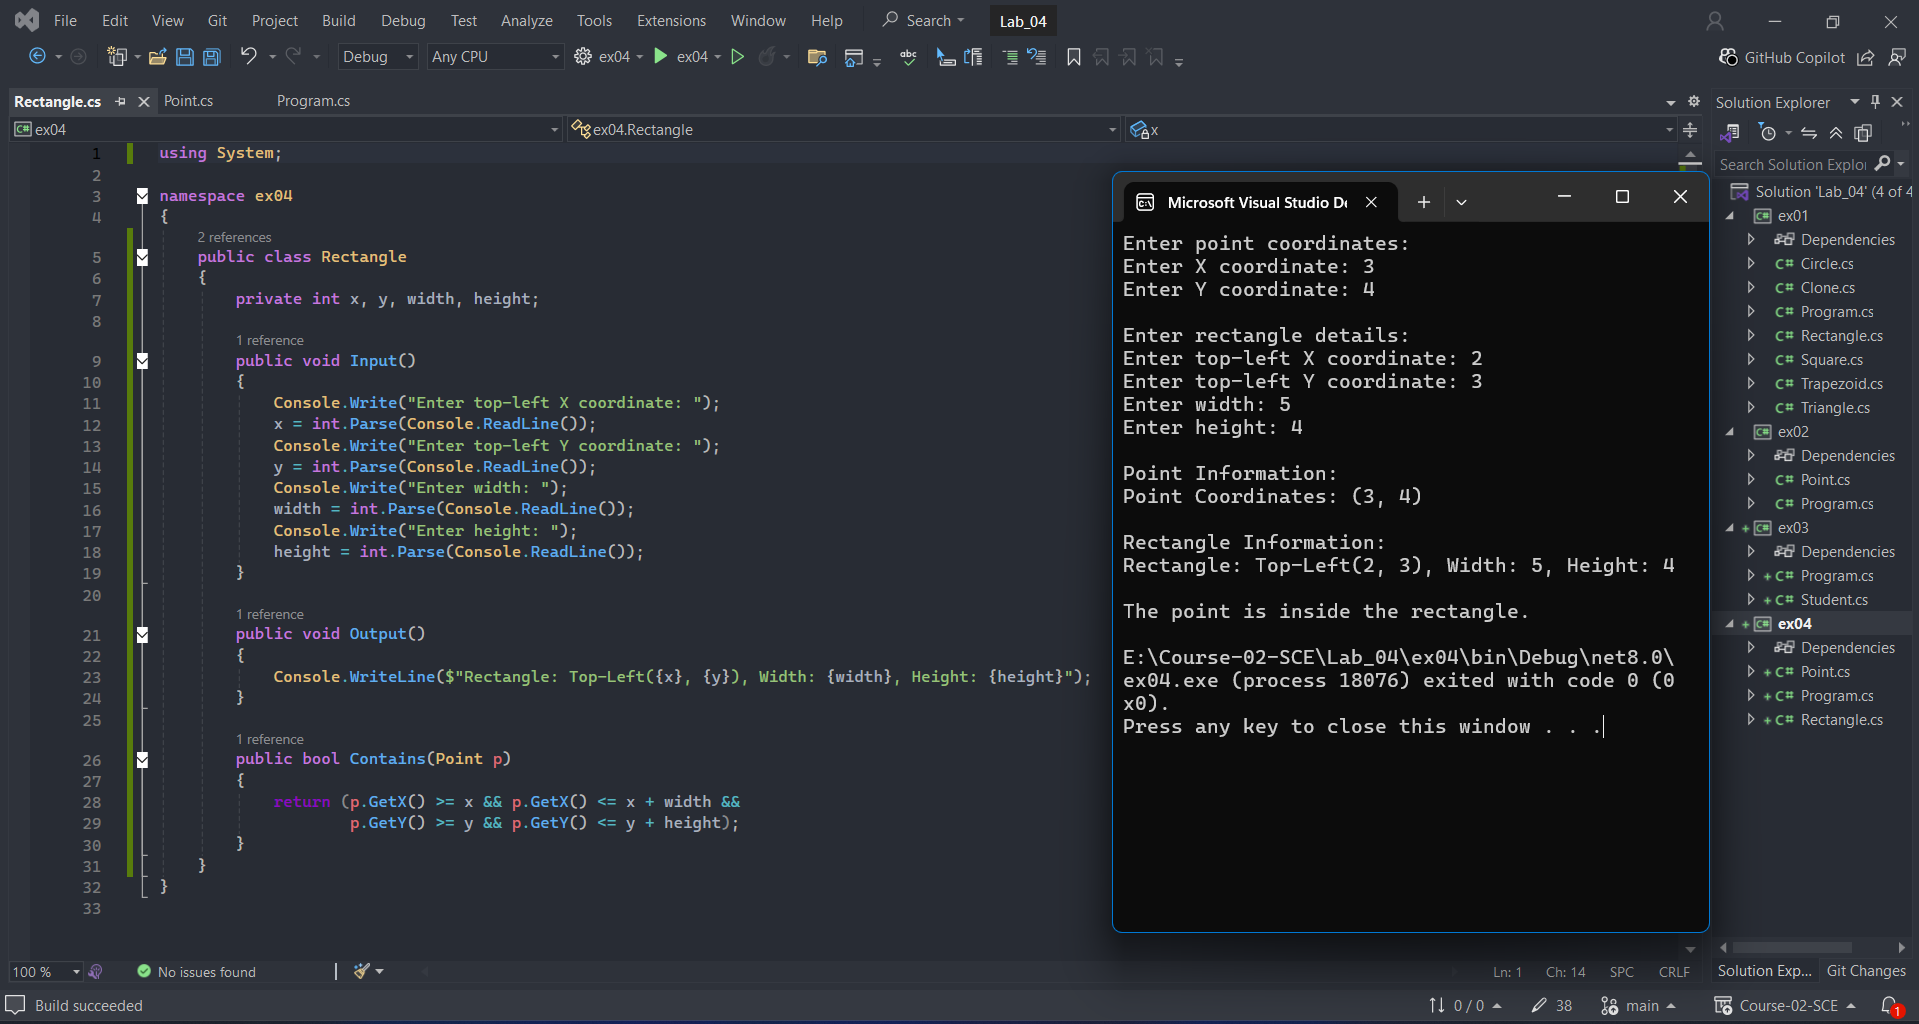 File Edit View Git Project Build Debug Test Analyze Tools Extensions Window Help Search Lab_04
Debug Any CPU ex04 ex04 abc GitHub Copilot
Rectangle.cs Point.cs Program.cs
C# ex04 ex04.Rectangle x
1 using System;
2
3 namespace ex04
4 {
2 references
5 public class Rectangle
6 {
7 private int x, y, width, height;
8
1 reference
9 public void Input()
10 {
11 Console.Write("Enter top-left X coordinate: ");
12 x = int.Parse(Console.ReadLine());
13 Console.Write("Enter top-left Y coordinate: ");
14 y = int.Parse(Console.ReadLine());
15 Console.Write("Enter width: ");
16 width = int.Parse(Console.ReadLine());
17 Console.Write("Enter height: ");
18 height = int.Parse(Console.ReadLine());
19 }
20
1 reference
21 public void Output()
22 {
23 Console.WriteLine($"Rectangle: Top-Left({x}, {y}), Width: {width}, Height: {height}");
24 }
25
1 reference
26 public bool Contains(Point p)
27 {
28 return (p.GetX() >= x && p.GetX() <= x + width &&
29 p.GetY() >= y && p.GetY() <= y + height);
30 }
31 }
32 }
33
Microsoft Visual Studio De
Enter point coordinates:
Enter X coordinate: 3
Enter Y coordinate: 4
Enter rectangle details:
Enter top-left X coordinate: 2
Enter top-left Y coordinate: 3
Enter width: 5
Enter height: 4
Point Information:
Point Coordinates: (3, 4)
Rectangle Information:
Rectangle: Top-Left(2, 3), Width: 5, Height: 4
The point is inside the rectangle.
E:\Course-02-SCE\Lab_04\ex04\bin\Debug\net8.0\
ex04.exe (process 18076) exited with code 0 (0
x0).
Press any key to close this window . . .
Solution Explorer
Search Solution Explo
Solution 'Lab_04' (4 of 4
C# ex01
Dependencies
C# Circle.cs
C# Clone.cs
C# Program.cs
C# Rectangle.cs
C# Square.cs
C# Trapezoid.cs
C# Triangle.cs
C# ex02
Dependencies
C# Point.cs
C# Program.cs
+ C# ex03
Dependencies
+ C# Program.cs
+ C# Student.cs
+ C# ex04
Dependencies
+ C# Point.cs
+ C# Program.cs
+ C# Rectangle.cs
100 % No issues found Ln: 1 Ch: 14 SPC CRLF
Solution Exp... Git Changes
Build succeeded 0 / 0 38 main Course-02-SCE 1